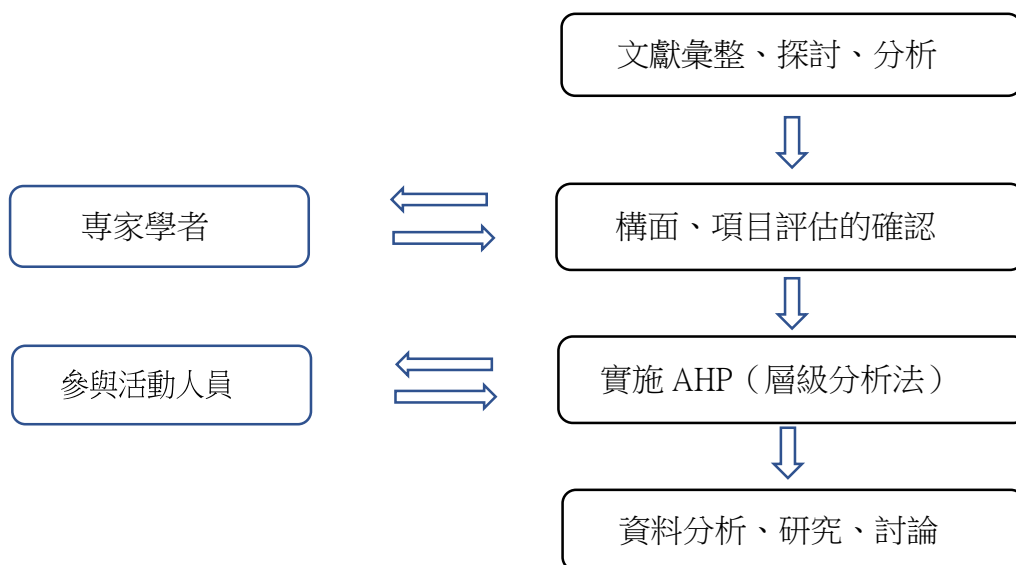 文獻彙整、探討、分析
專家學者
構面、項目評估的確認
參與活動人員
實施 AHP（層級分析法）
資料分析、研究、討論